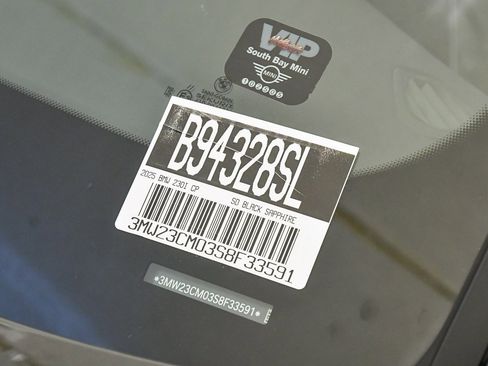 VIP
South Bay Mini
MINI
B94328SL
2025 BMW 230I CP
SO BLACK SAPPHIRE
3MW23CM03S8F33591
*3MW23CM03S8F33591*